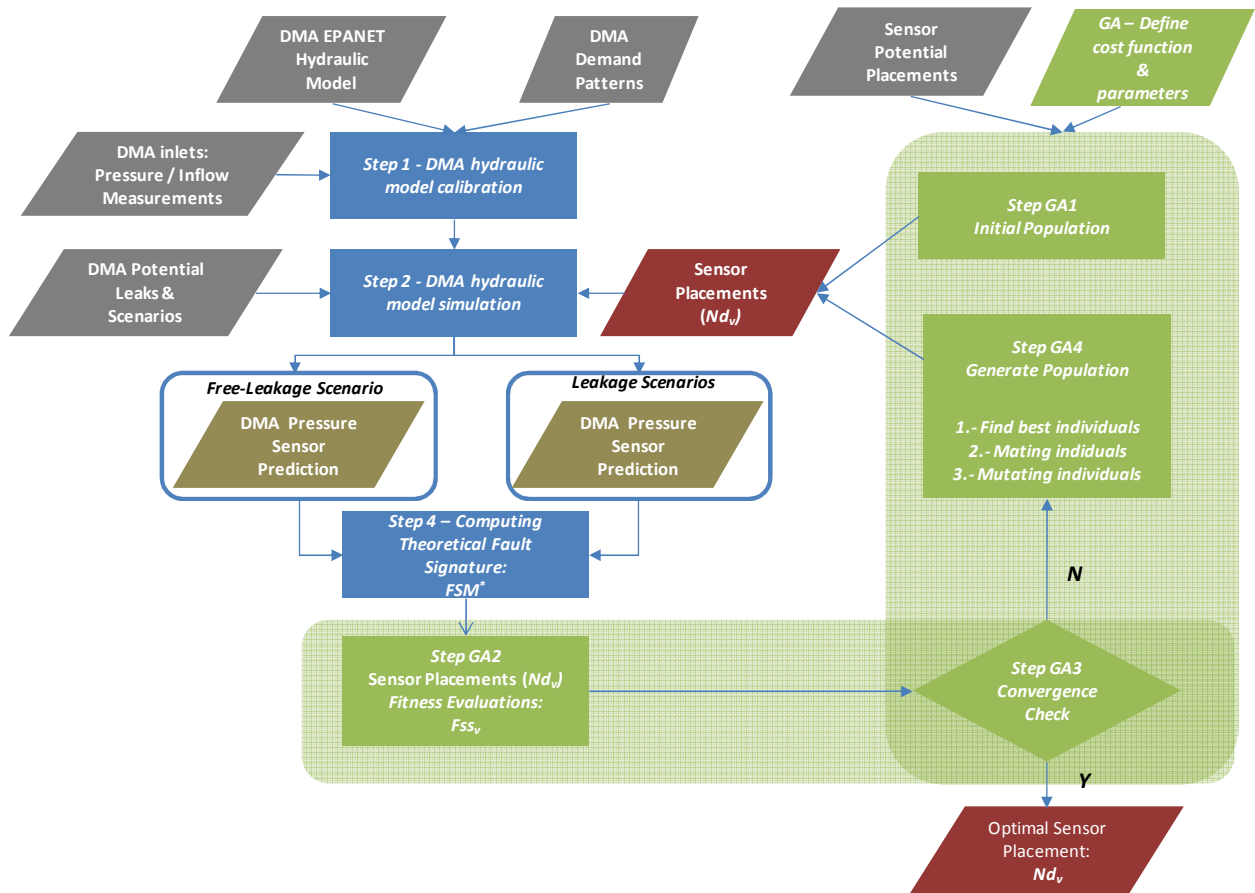 DMA EPANET
Hydraulic
Model
DMA
Demand
Patterns
Sensor
Potential
Placements
GA – Define
cost function
&
parameters
DMA inlets:
Pressure / Inflow
Measurements
Step 1 - DMA hydraulic
model calibration
Step GA1
Initial Population
DMA Potential
Leaks &
Scenarios
Step 2 - DMA hydraulic
model simulation
Sensor
Placements
(Ndv)
Step GA4
Generate Population
1.- Find best individuals
2.- Mating indiduals
3.- Mutating individuals
Free-Leakage Scenario
DMA Pressure
Sensor
Prediction
Leakage Scenarios
DMA Pressure
Sensor
Prediction
Step 4 – Computing
Theoretical Fault
Signature:
FSM*
N
Step GA2
Sensor Placements (Ndv)
Fitness Evaluations:
Fssv
Step GA3
Convergence
Check
Y
Optimal Sensor
Placement:
Ndv